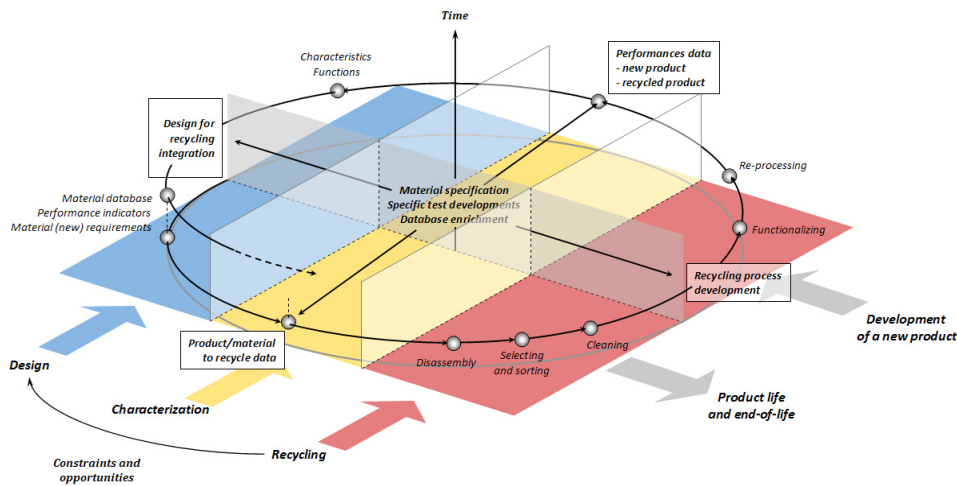 Time
Characteristics
Functions
Performances data
- new product
- recycled product
Design for
recycling
integration
Re-processing
Material database
Performance indicators
Material (new) requirements
Material specification
Specific test developments
Database enrichment
Functionalizing
Recycling process
development
Product/material
to recycle data
Disassembly
Selecting
and sorting
Cleaning
Development
of a new product
Design
Characterization
Product life
and end-of-life
Recycling
Constraints and
opportunities